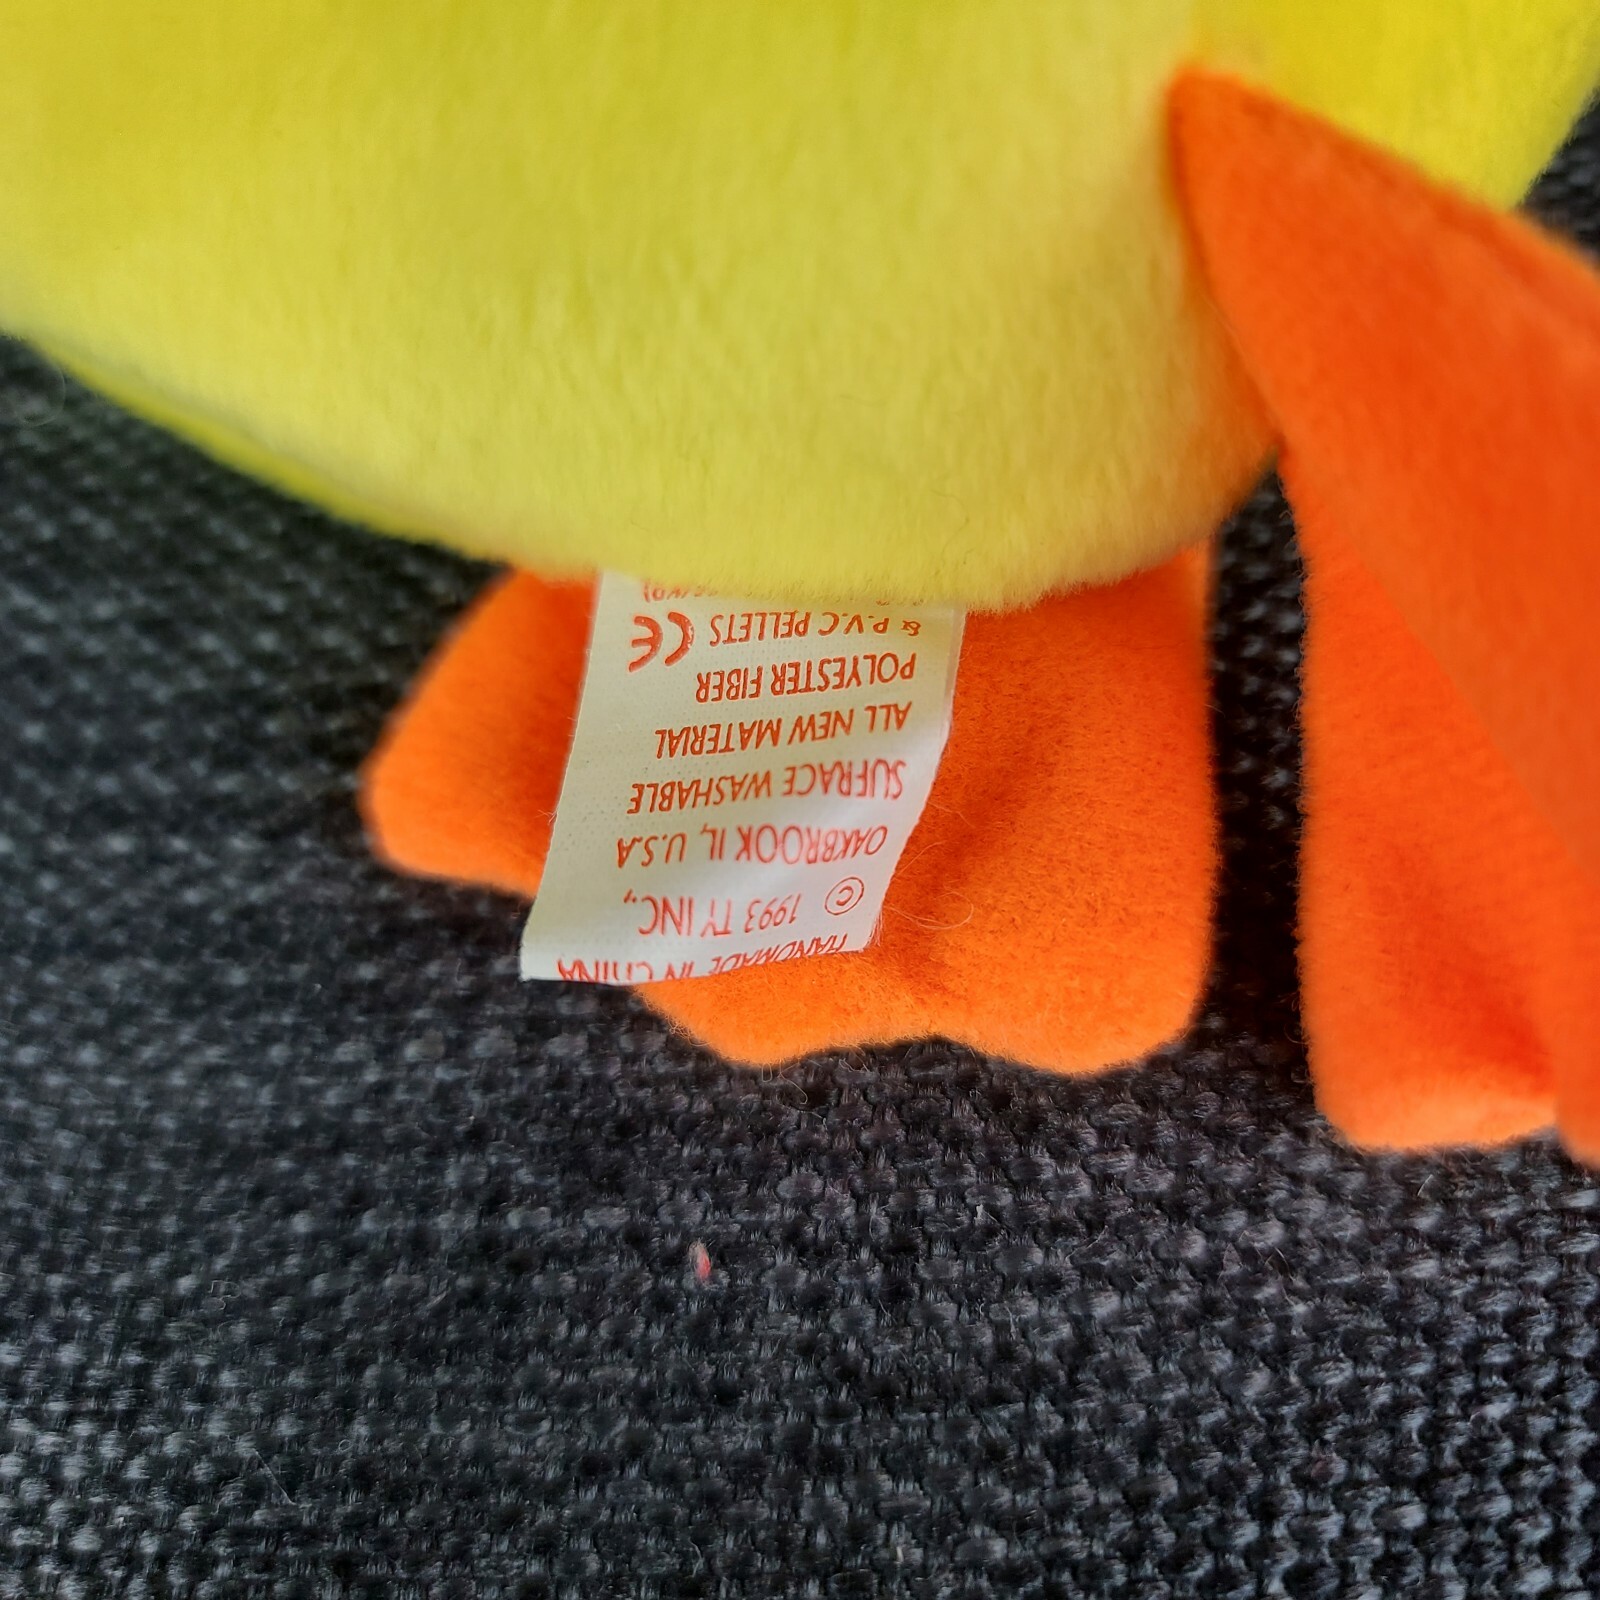 HANDMADE IN CHINA
© 1993 TY INC.,
OAKBROOK IL, U.S.A
SUFRACE WASHABLE
ALL NEW MATERIAL
POLYESTER FIBER
& P.V.C PELLETS CE